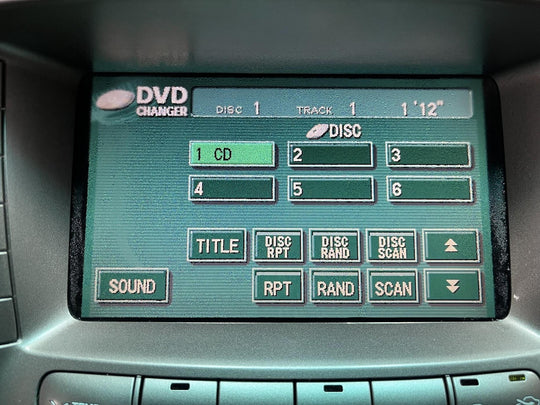 DVD
CHANGER
DISC 1 TRACK 1 1'12"
DISC
1 CD 2 3
4 5 6
TITLE DISC RPT DISC RAND DISC SCAN
SOUND RPT RAND SCAN